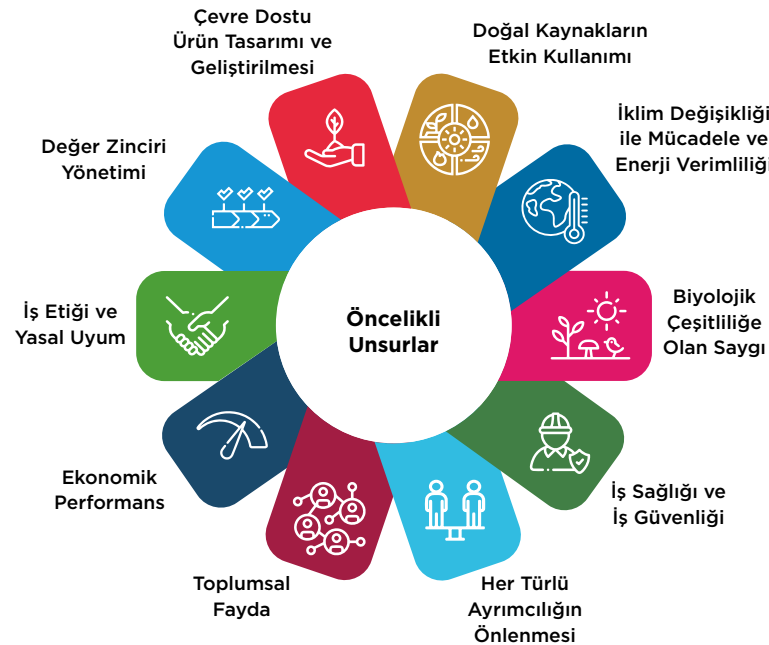 Çevre Dostu
Ürün Tasarımı ve
Geliştirilmesi
Doğal Kaynakların
Etkin Kullanımı
İklim Değişikliği
ile Mücadele ve
Enerji Verimliliği
Biyolojik
Çeşitliliğe
Olan Saygı
İş Sağlığı ve
İş Güvenliği
Her Türlü
Ayrımcılığın
Önlenmesi
Toplumsal
Fayda
Ekonomik
Performans
İş Etiği ve
Yasal Uyum
Değer Zinciri
Yönetimi
Öncelikli
Unsurlar